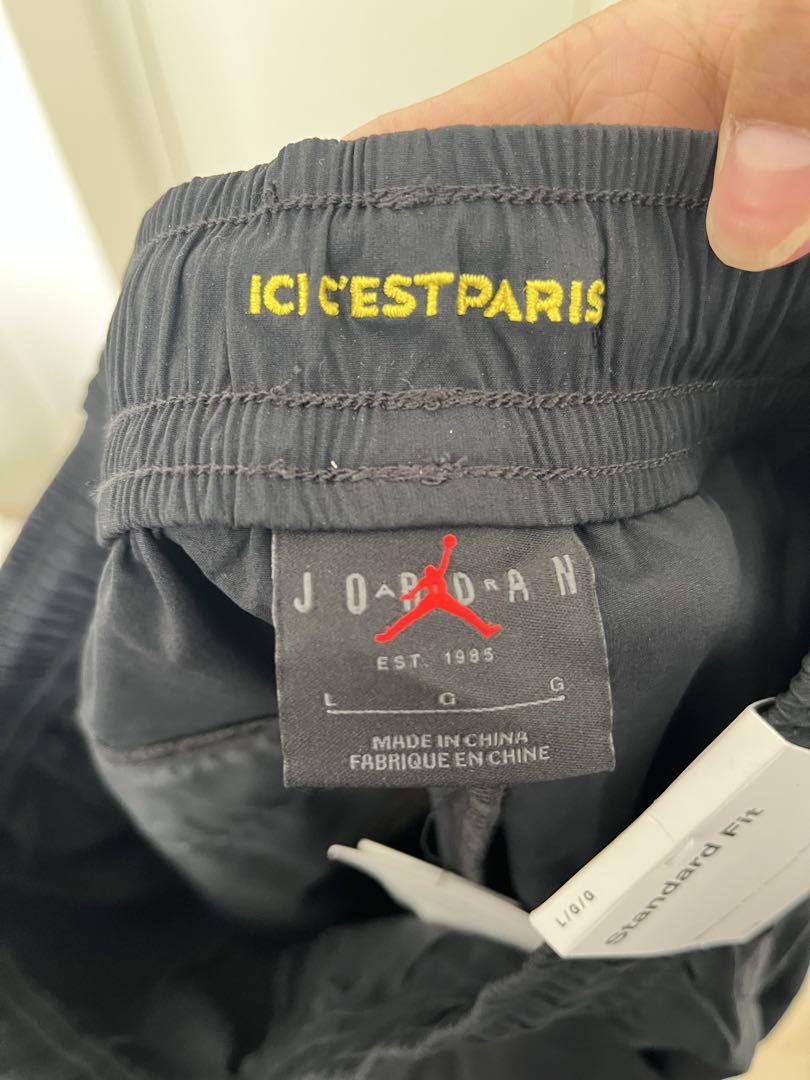 ICI C'EST PARIS
JORDAN
EST. 1985
L G G
MADE IN CHINA
FABRIQUE EN CHINE
L/G/G
Standard Fit